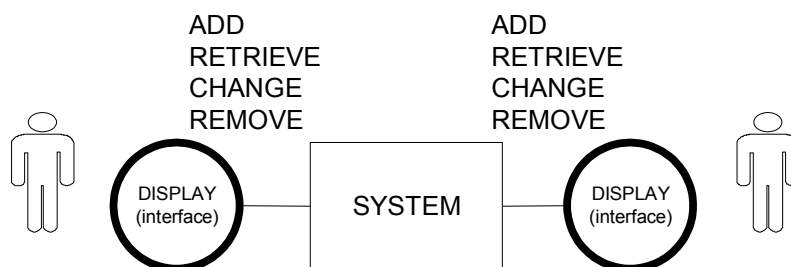 ADD
RETRIEVE
CHANGE
REMOVE
ADD
RETRIEVE
CHANGE
REMOVE
DISPLAY
(interface)
SYSTEM
DISPLAY
(interface)